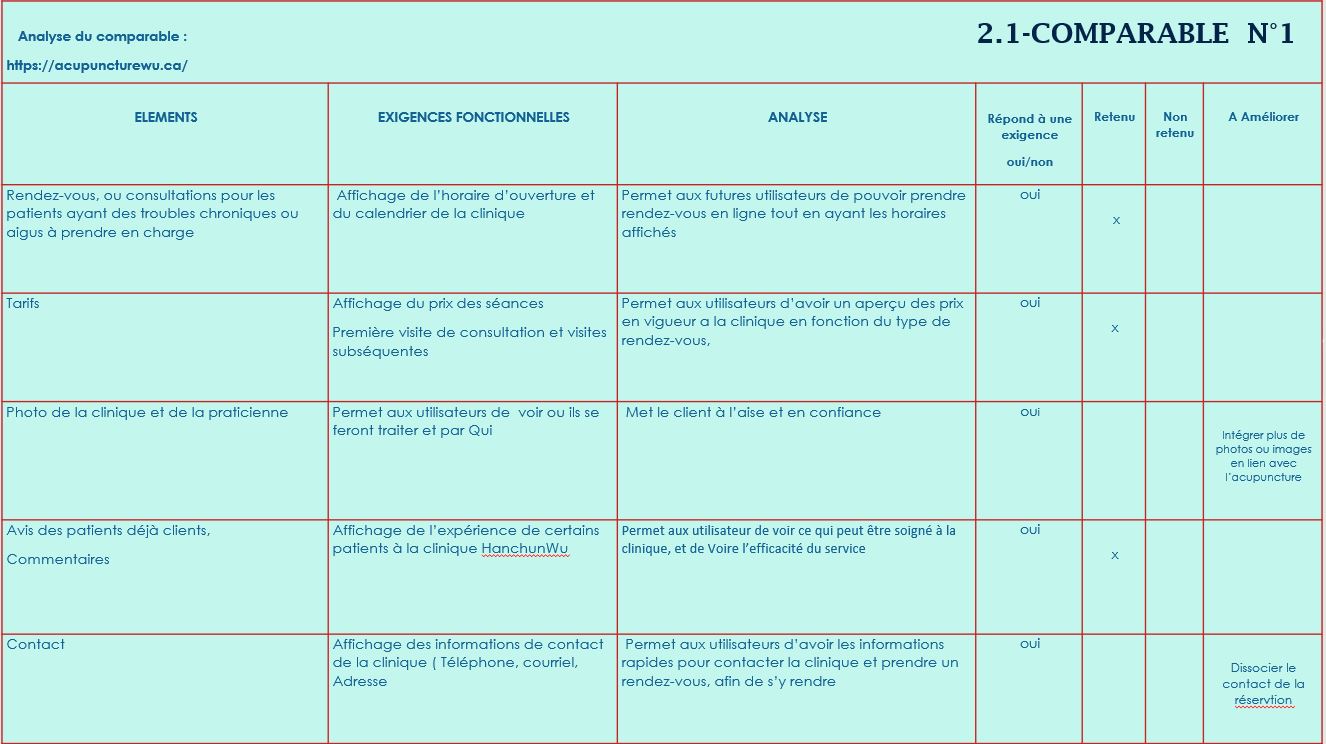 Analyse du comparable :
2.1-COMPARABLE N°1
https://acupuncturewu.ca/
ELEMENTS
EXIGENCES FONCTIONNELLES
ANALYSE
Répond à une
exigence
oui/non
Retenu
Non
retenu
A Améliorer
Rendez-vous, ou consultations pour les
patients ayant des troubles chroniques ou
aigus à prendre en charge
Affichage de l’horaire d’ouverture et
du calendrier de la clinique
Permet aux futures utilisateurs de pouvoir prendre
rendez-vous en ligne tout en ayant les horaires
affichés
oui
x
Tarifs
Affichage du prix des séances
Première visite de consultation et visites
subséquentes
Permet aux utilisateurs d’avoir un aperçu des prix
en vigueur a la clinique en fonction du type de
rendez-vous,
oui
x
Photo de la clinique et de la praticienne
Permet aux utilisateurs de voir ou ils se
feront traiter et par Qui
Met le client à l’aise et en confiance
oui
Intégrer plus de
photos ou images
en lien avec
l’acupuncture
Avis des patients déjà clients,
Commentaires
Affichage de l’expérience de certains
patients à la clinique HanchunWu
Permet aux utilisateur de voir ce qui peut être soigné à la
clinique, et de Voire l’efficacité du service
oui
x
Contact
Affichage des informations de contact
de la clinique ( Téléphone, courriel,
Adresse
Permet aux utilisateurs d’avoir les informations
rapides pour contacter la clinique et prendre un
rendez-vous, afin de s’y rendre
oui
Dissocier le
contact de la
réservtion